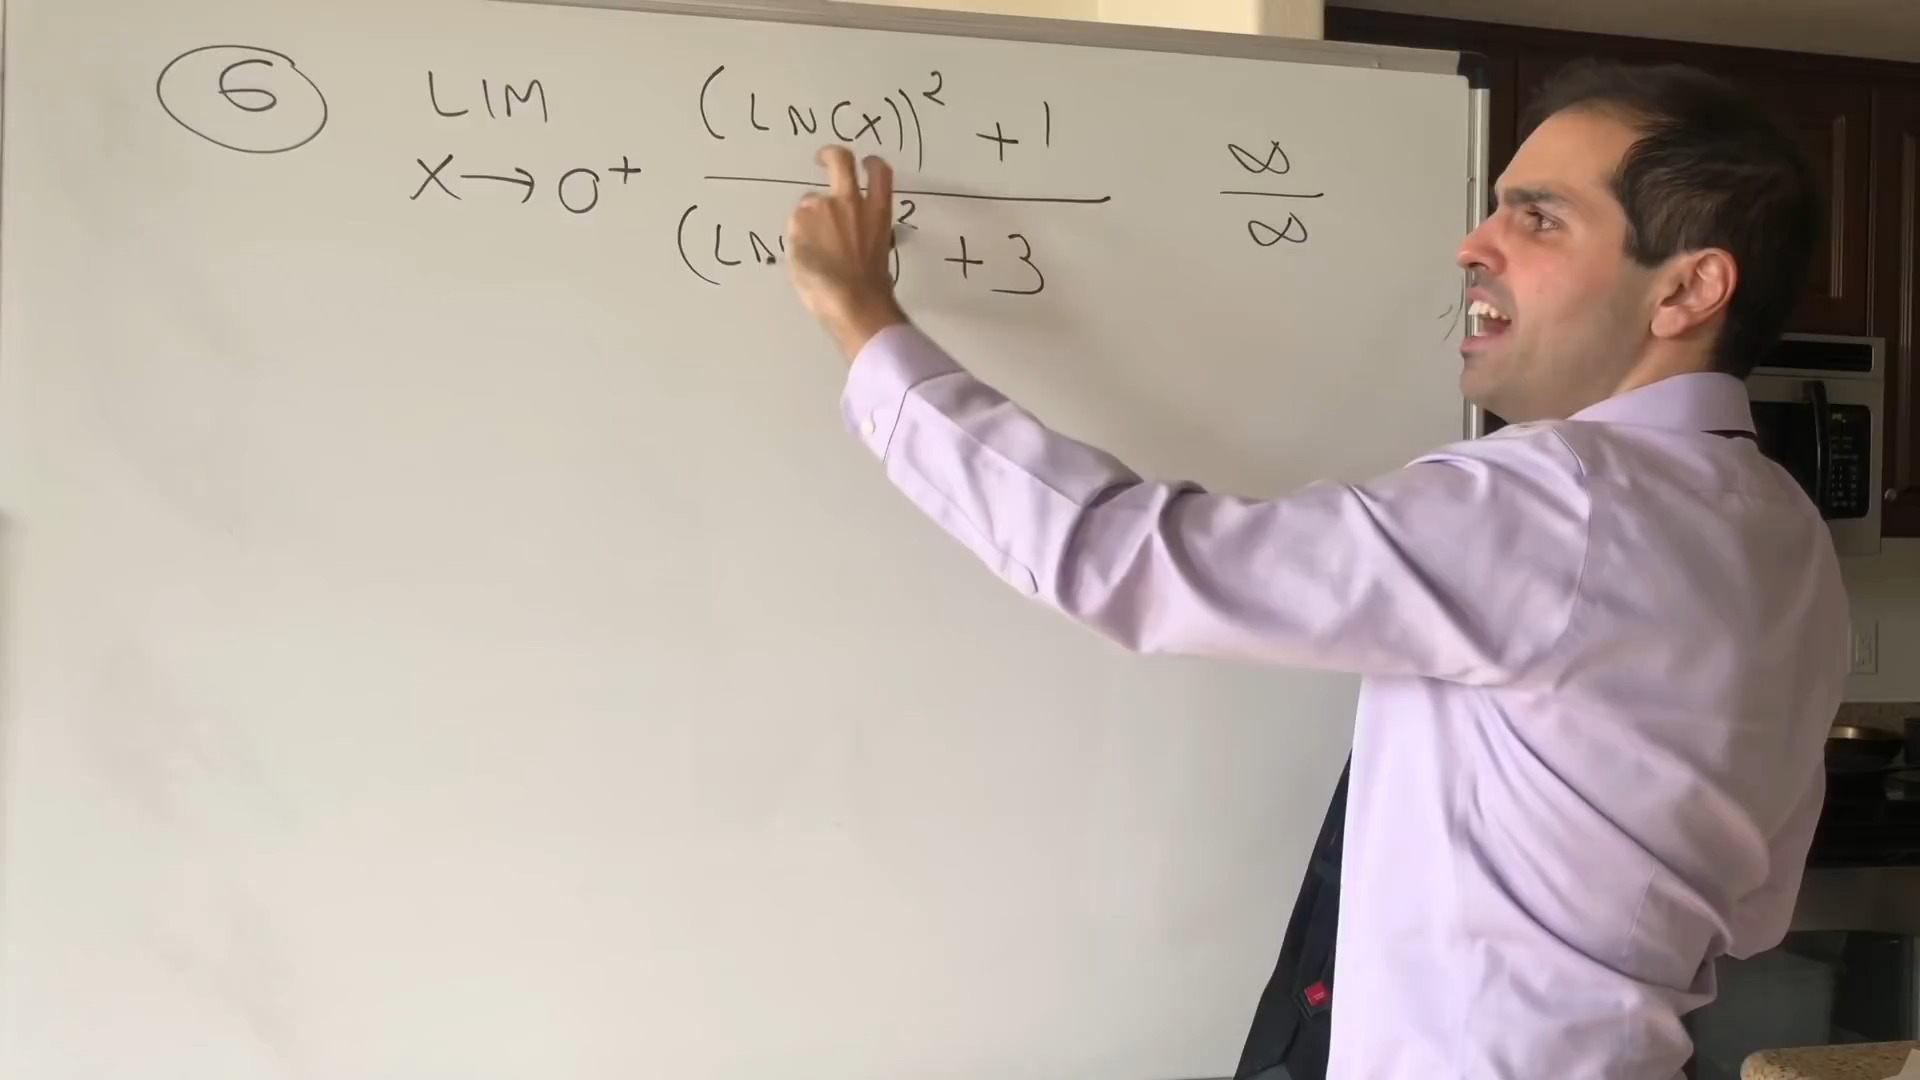 6 LIM (LN(X))² + 1 ∞
X→0⁺ (LN )² + 3 ∞